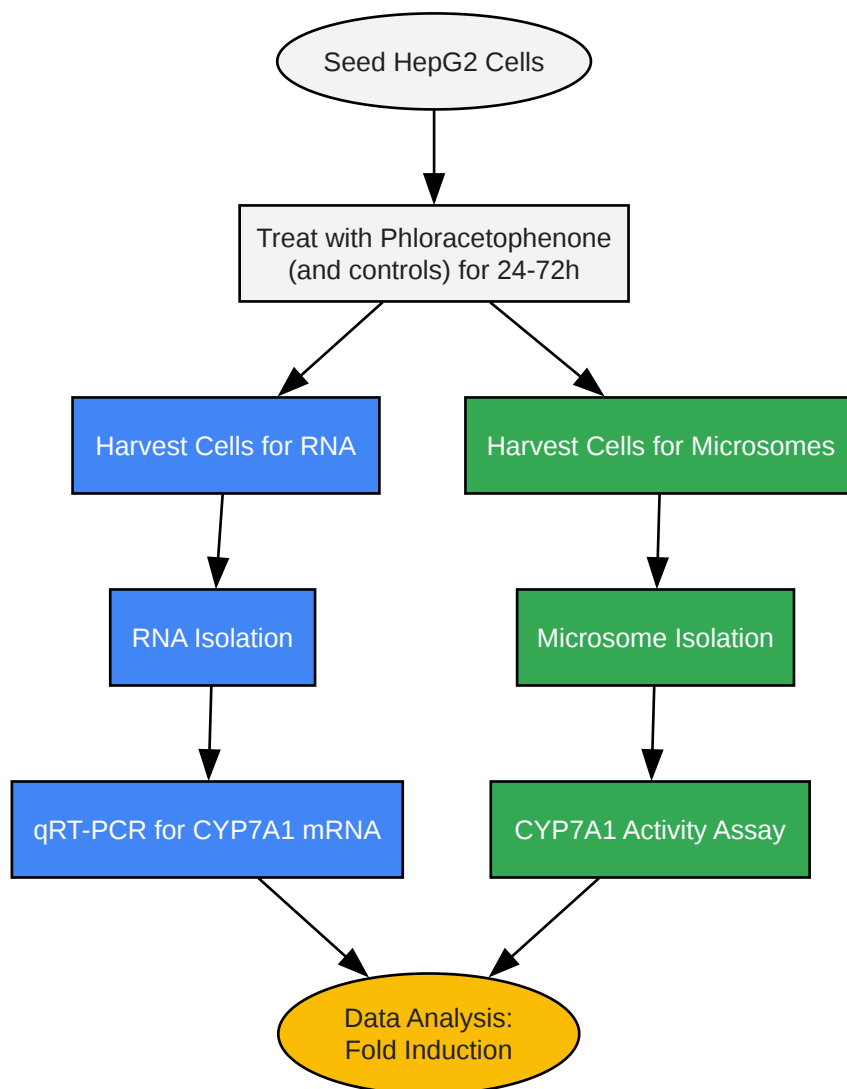 Seed HepG2 Cells
Treat with Phloracetophenone
(and controls) for 24-72h
Harvest Cells for RNA
Harvest Cells for Microsomes
RNA Isolation
Microsome Isolation
qRT-PCR for CYP7A1 mRNA
CYP7A1 Activity Assay
Data Analysis:
Fold Induction